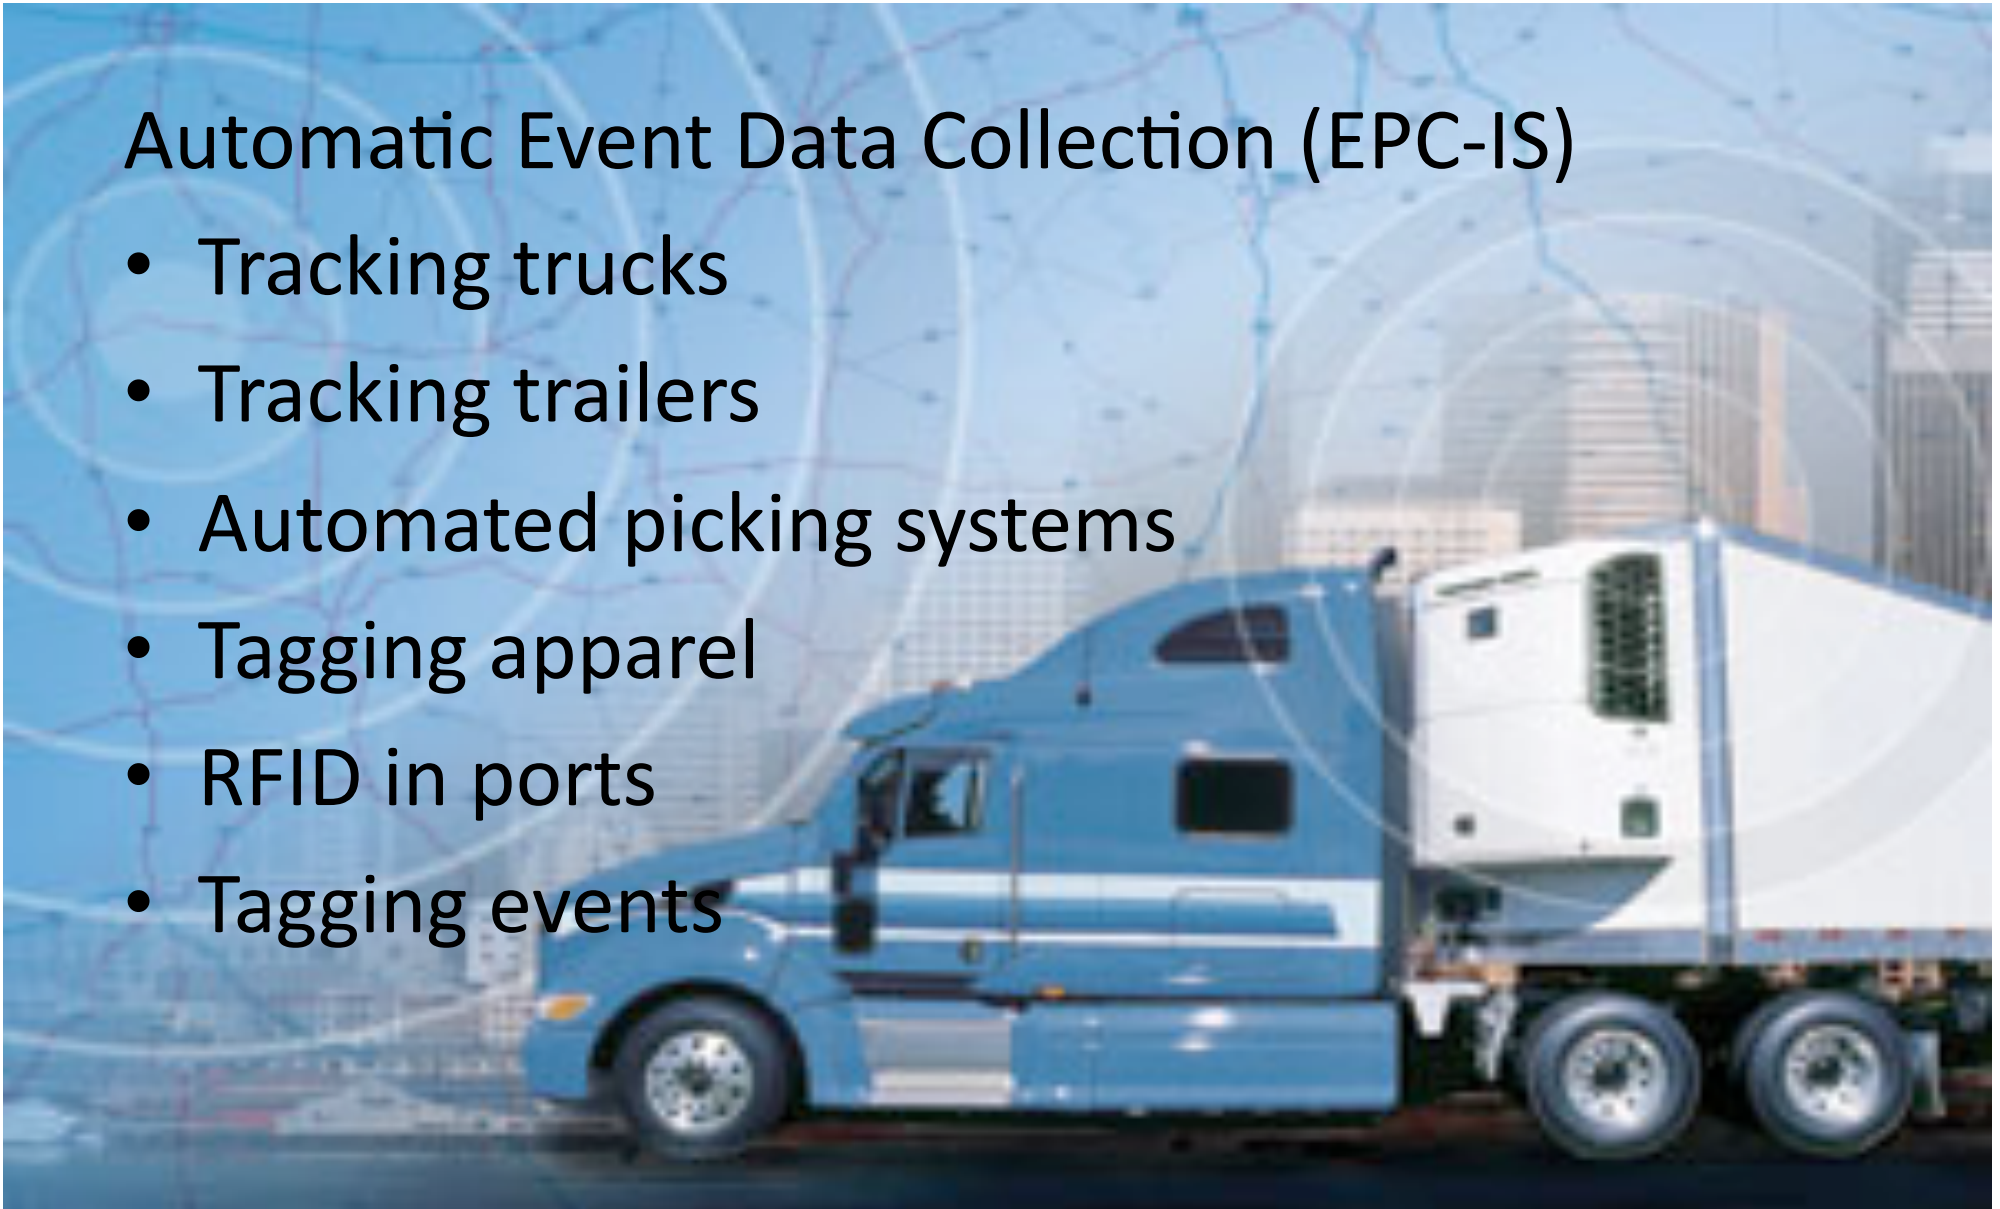 Automatic Event Data Collection (EPC-IS)
• Tracking trucks
• Tracking trailers
• Automated picking systems
• Tagging apparel
• RFID in ports
• Tagging events